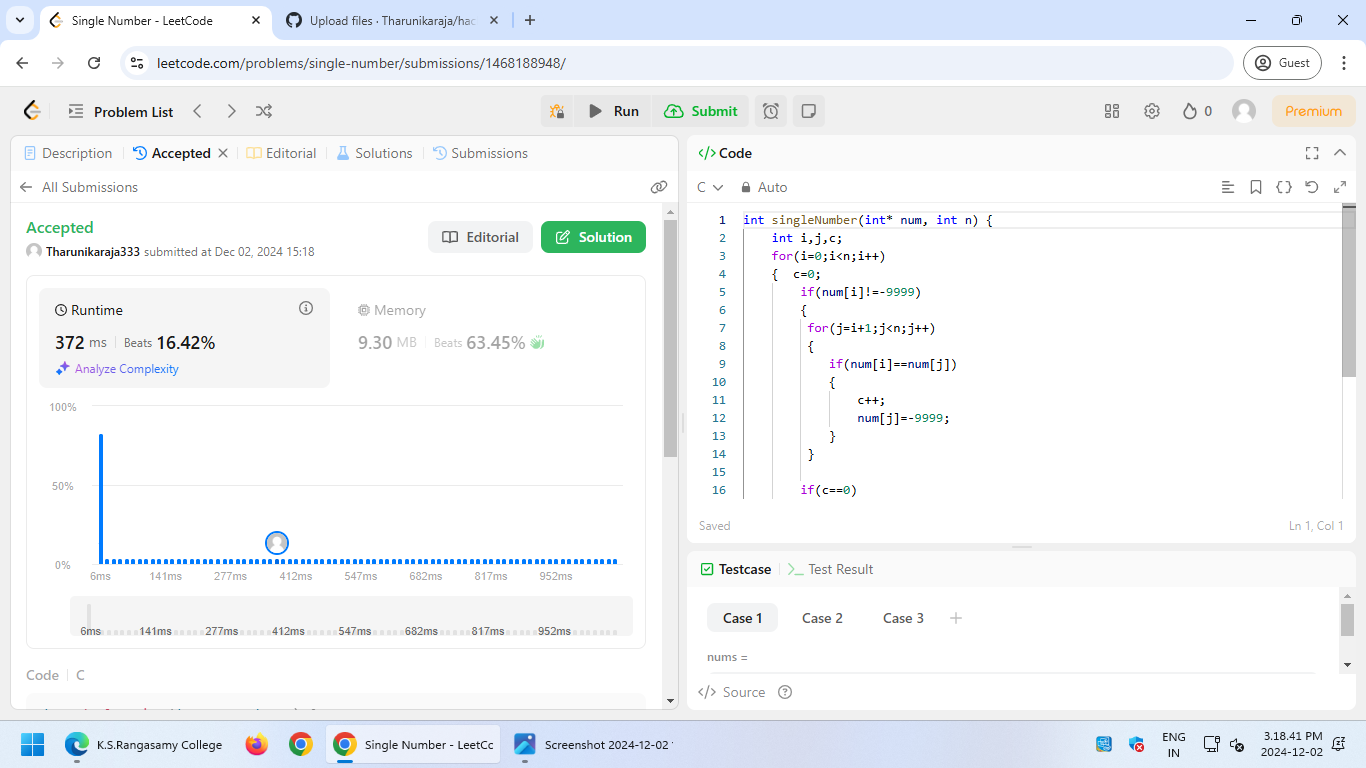 Single Number - LeetCode
Upload files · Tharunikaraja/hac
leetcode.com/problems/single-number/submissions/1468188948/
Guest
Problem List
Run
Submit
0
Premium
Description
Accepted
Editorial
Solutions
Submissions
All Submissions
Accepted
Tharunikaraja333 submitted at Dec 02, 2024 15:18
Editorial
Solution
Runtime
372 ms
Beats 16.42%
Analyze Complexity
Memory
9.30 MB
Beats 63.45%
100%
50%
0%
6ms 141ms 277ms 412ms 547ms 682ms 817ms 952ms
6ms 141ms 277ms 412ms 547ms 682ms 817ms 952ms
Code
C
</> Code
C
Auto
1 int singleNumber(int* num, int n) {
2 int i,j,c;
3 for(i=0;i<n;i++)
4 { c=0;
5 if(num[i]!=-9999)
6 {
7 for(j=i+1;j<n;j++)
8 {
9 if(num[i]==num[j])
10 {
11 c++;
12 num[j]=-9999;
13 }
14 }
15
16 if(c==0)
Saved
Ln 1, Col 1
Testcase
Test Result
Case 1
Case 2
Case 3
nums =
</> Source
K.S.Rangasamy College
Single Number - LeetCo
Screenshot 2024-12-02
ENG
IN
3.18.41 PM
2024-12-02